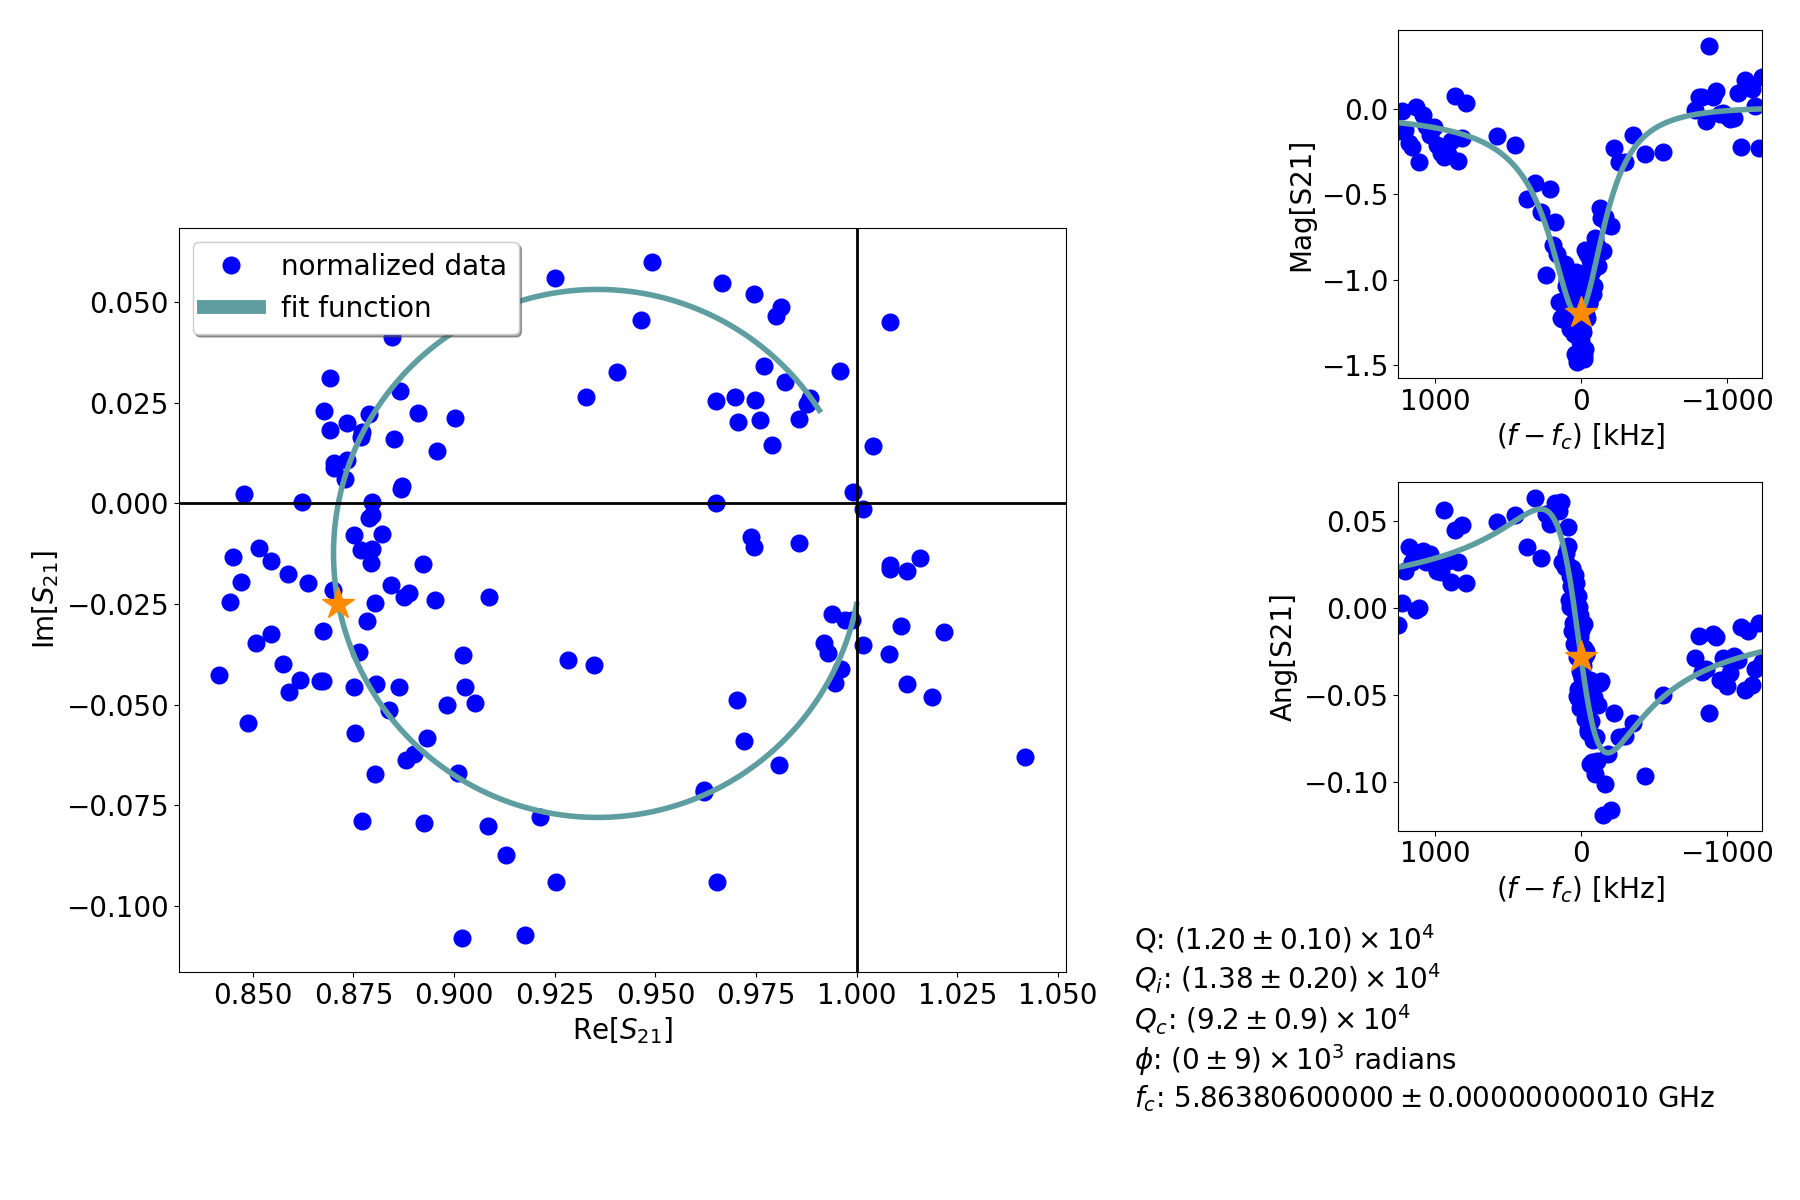 normalized data
fit function
0.050
0.025
0.000
−0.025
−0.050
−0.075
−0.100
Im[S21]
0.850 0.875 0.900 0.925 0.950 0.975 1.000 1.025 1.050
Re[S21]
0.0
−0.5
−1.0
−1.5
Mag[S21]
1000 0 −1000
(f − fc) [kHz]
0.05
0.00
−0.05
−0.10
Ang[S21]
1000 0 −1000
(f − fc) [kHz]
Q: (1.20 ± 0.10) × 10^4
Qi: (1.38 ± 0.20) × 10^4
Qc: (9.2 ± 0.9) × 10^4
ϕ: (0 ± 9) × 10^3 radians
fc: 5.86380600000 ± 0.00000000010 GHz